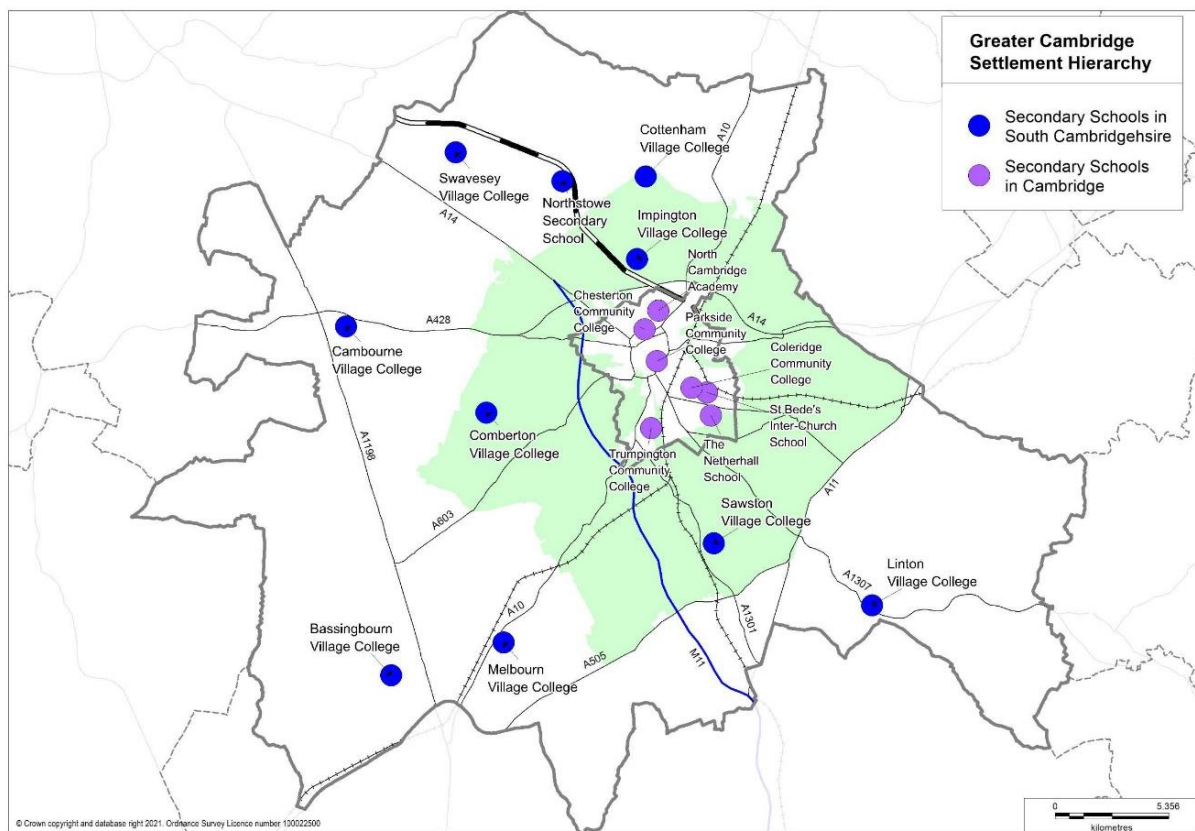 Greater Cambridge
Settlement Hierarchy
Secondary Schools in
South Cambridgehsire
Secondary Schools
in Cambridge
Cottenham
Village College
A10
Swavesey
Village College
Northstowe
Secondary
School
A14
Impington
Village College
North
Cambridge
Academy
Chesterton
Community
College
Parkside
Community
College
A14
A428
Cambourne
Village College
Coleridge
Community
College
Comberton
Village College
St Bede's
Inter-Church
School
A1198
Trumpington
Community
College
The
Netherhall
School
A11
A603
Sawston
Village College
Linton
Village College
A1307
A10
A1301
Bassingbourn
Village College
Melbourn
Village College
A505
M11
0
5.356
kilometres
© Crown copyright and database right 2021. Ordnance Survey Licence number 100022500